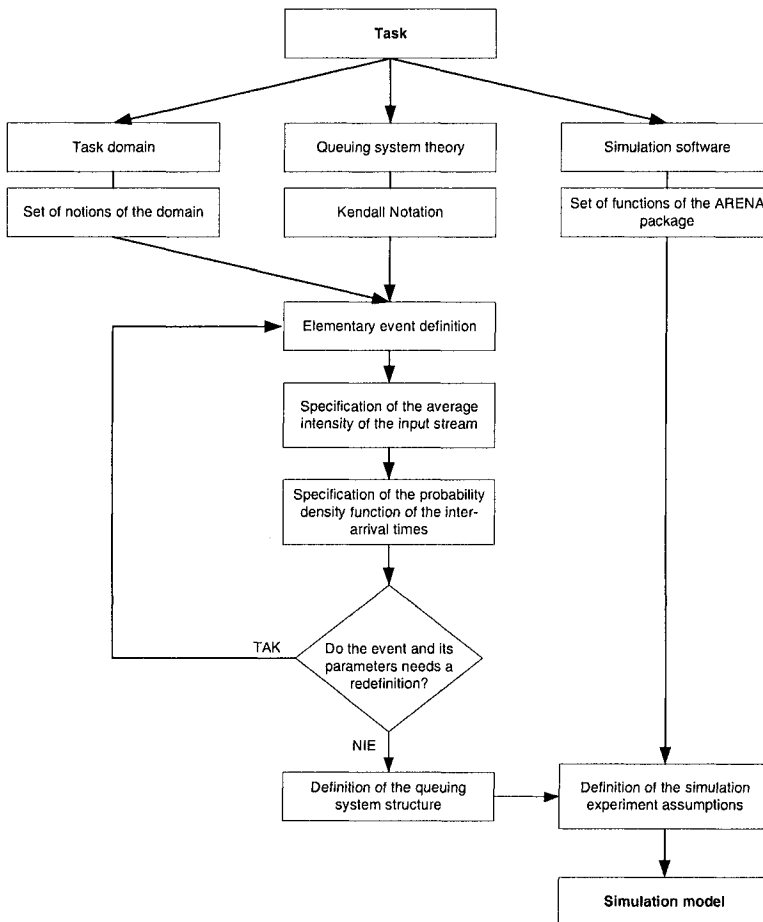 Task
Task domain
Queuing system theory
Simulation software
Set of notions of the domain
Kendall Notation
Set of functions of the ARENA
package
Elementary event definition
Specification of the average
intensity of the input stream
Specification of the probability
density function of the inter-
arrival times
Do the event and its
parameters needs a
redefinition?
TAK
NIE
Definition of the queuing
system structure
Definition of the simulation
experiment assumptions
Simulation model